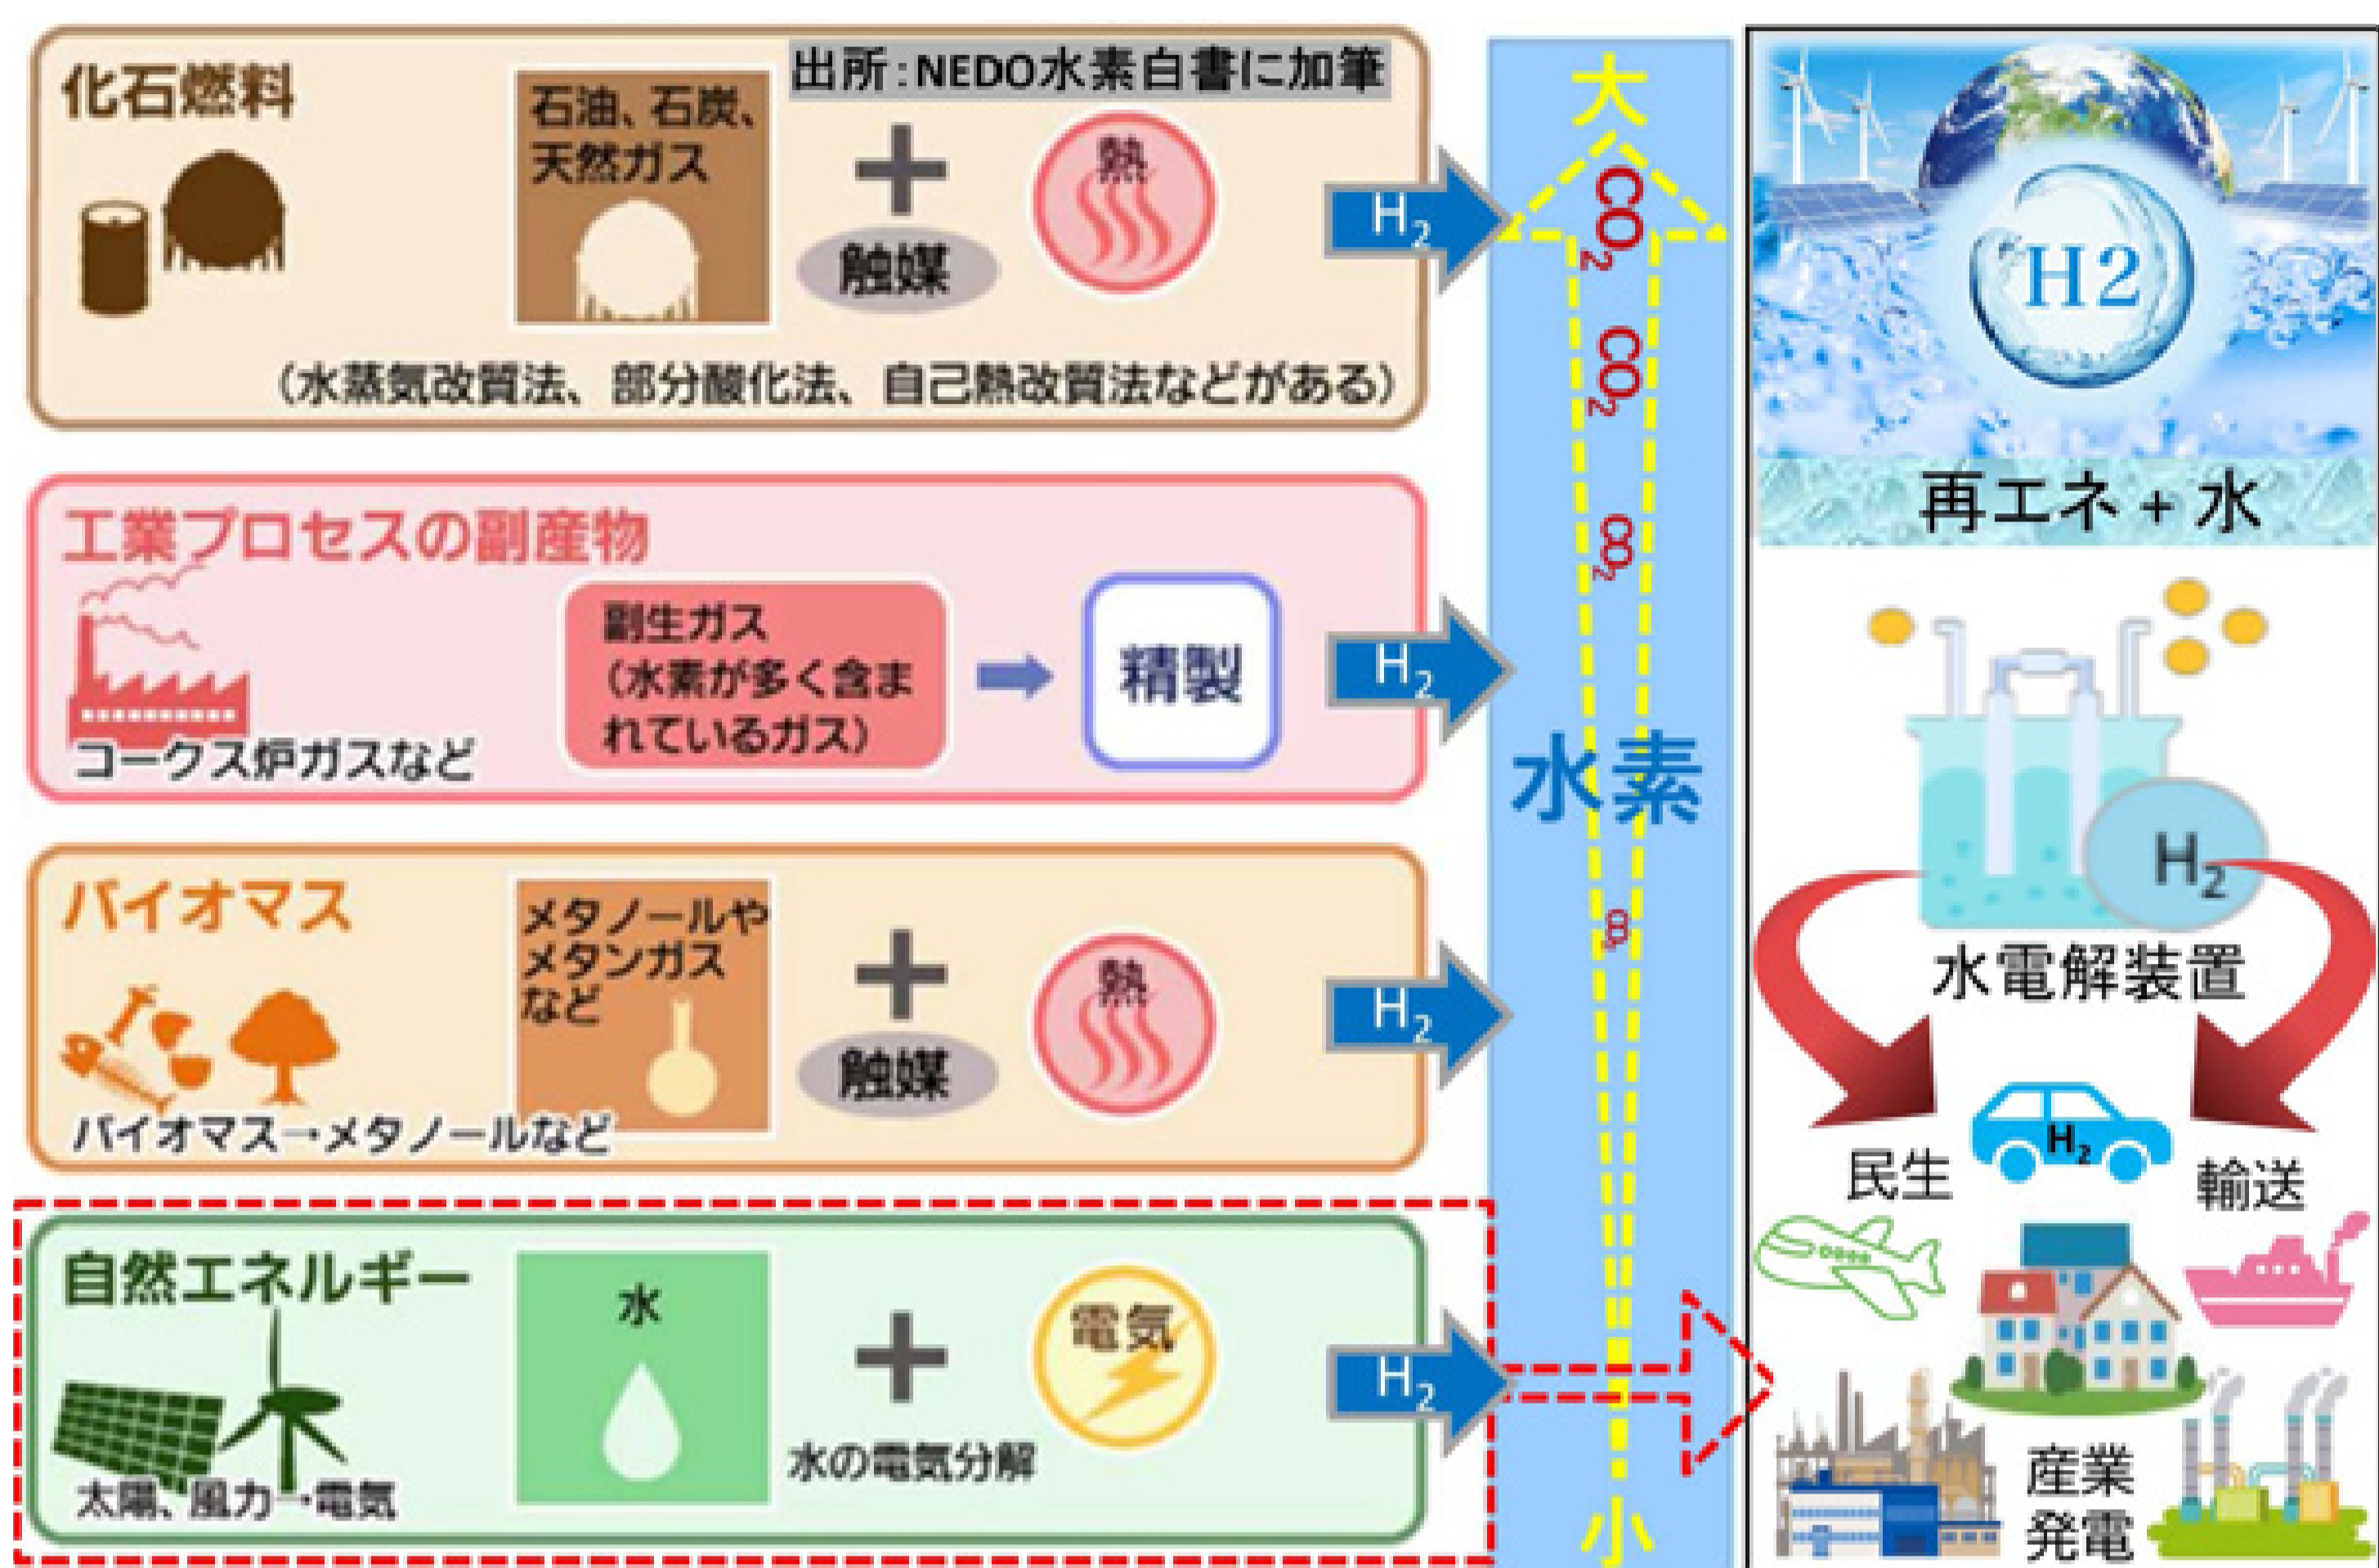 化石燃料
石油、石炭、
天然ガス
出所：NEDO水素白書に加筆
+
触媒
熱
（水蒸気改質法、部分酸化法、自己熱改質法などがある）
H₂
工業プロセスの副産物
コークス炉ガスなど
副生ガス
（水素が多く含ま
れているガス）
精製
H₂
バイオマス
バイオマス→メタノールなど
メタノールや
メタンガス
など
+
触媒
熱
H₂
自然エネルギー
太陽、風力→電気
水
+
水の電気分解
電気
H₂
大
CO₂
CO₂
CO₂
水素
CO₂
小
H2
再エネ + 水
H₂
水電解装置
H₂
民生
輸送
産業
発電